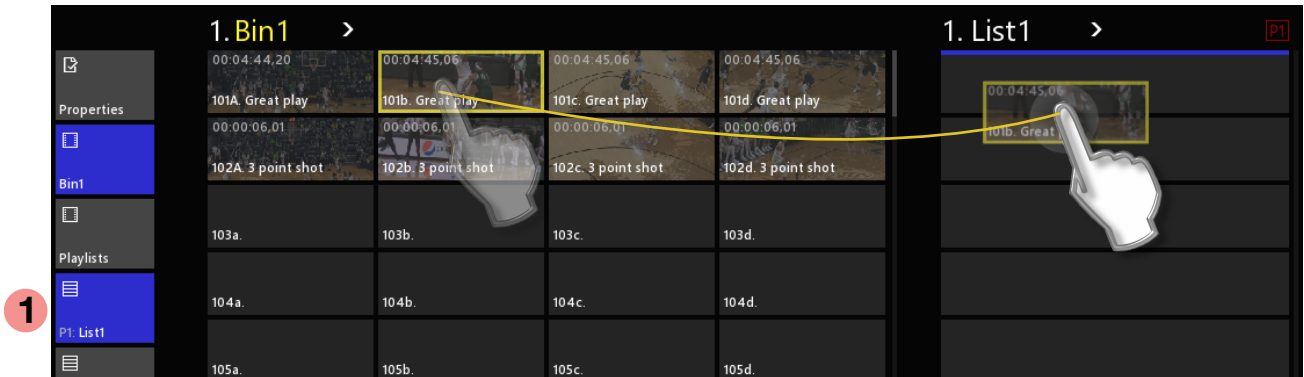 1. Bin1 >
1. List1 >
P1
Properties
Bin1
Playlists
1
P1: List1
00:04:44,20
101A. Great play
00:04:45,06
101b. Great play
00:04:45,06
101c. Great play
00:04:45,06
101d. Great play
00:00:06,01
102A. 3 point shot
00:00:06,01
102b. 3 point shot
00:00:06,01
102c. 3 point shot
00:00:06,01
102d. 3 point shot
103a.
103b.
103c.
103d.
104a.
104b.
104c.
104d.
105a.
105b.
105c.
105d.
00:04:45,06
101b. Great